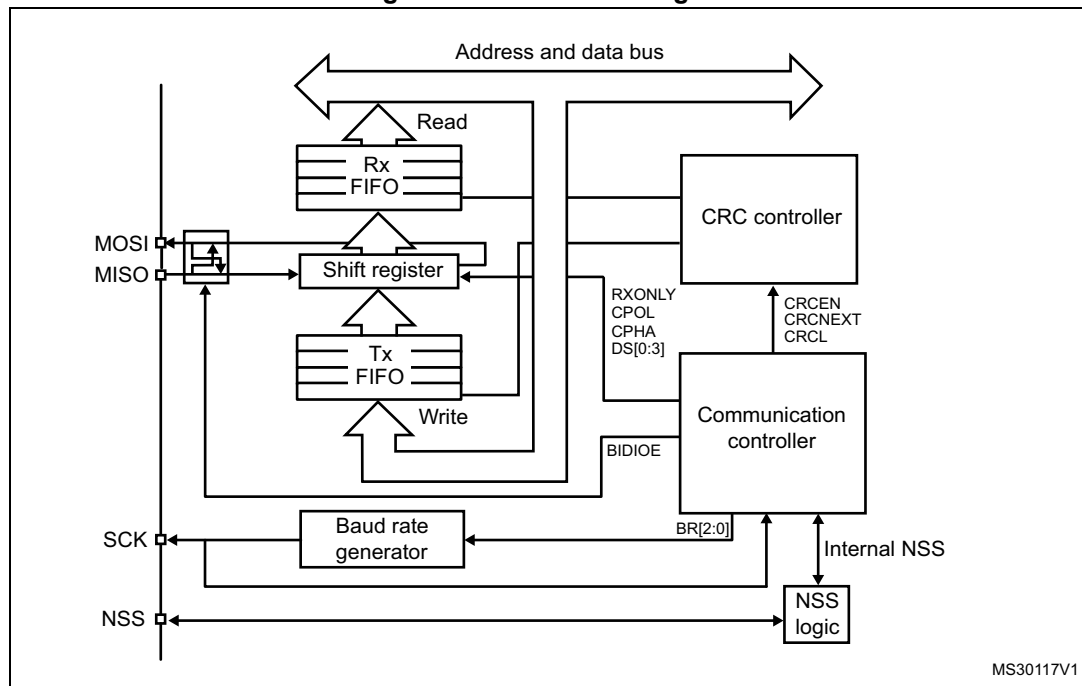 Address and data bus
Read
Rx
FIFO
CRC controller
MOSI
MISO
Shift register
RXONLY
CPOL
CPHA
DS[0:3]
CRCEN
CRCNEXT
CRCL
Tx
FIFO
Write
Communication
controller
BIDIOE
BR[2:0]
SCK
Baud rate
generator
Internal NSS
NSS
NSS
logic
MS30117V1